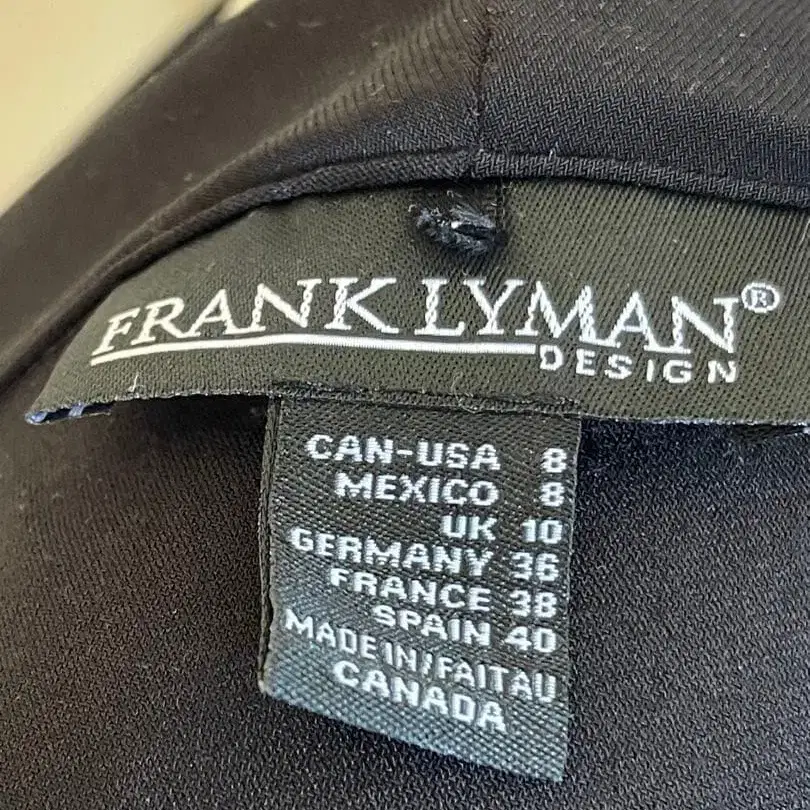 FRANK LYMAN®
DESIGN
CAN-USA 8
MEXICO 8
UK 10
GERMANY 36
FRANCE 38
SPAIN 40
MADE IN/FAIT AU
CANADA